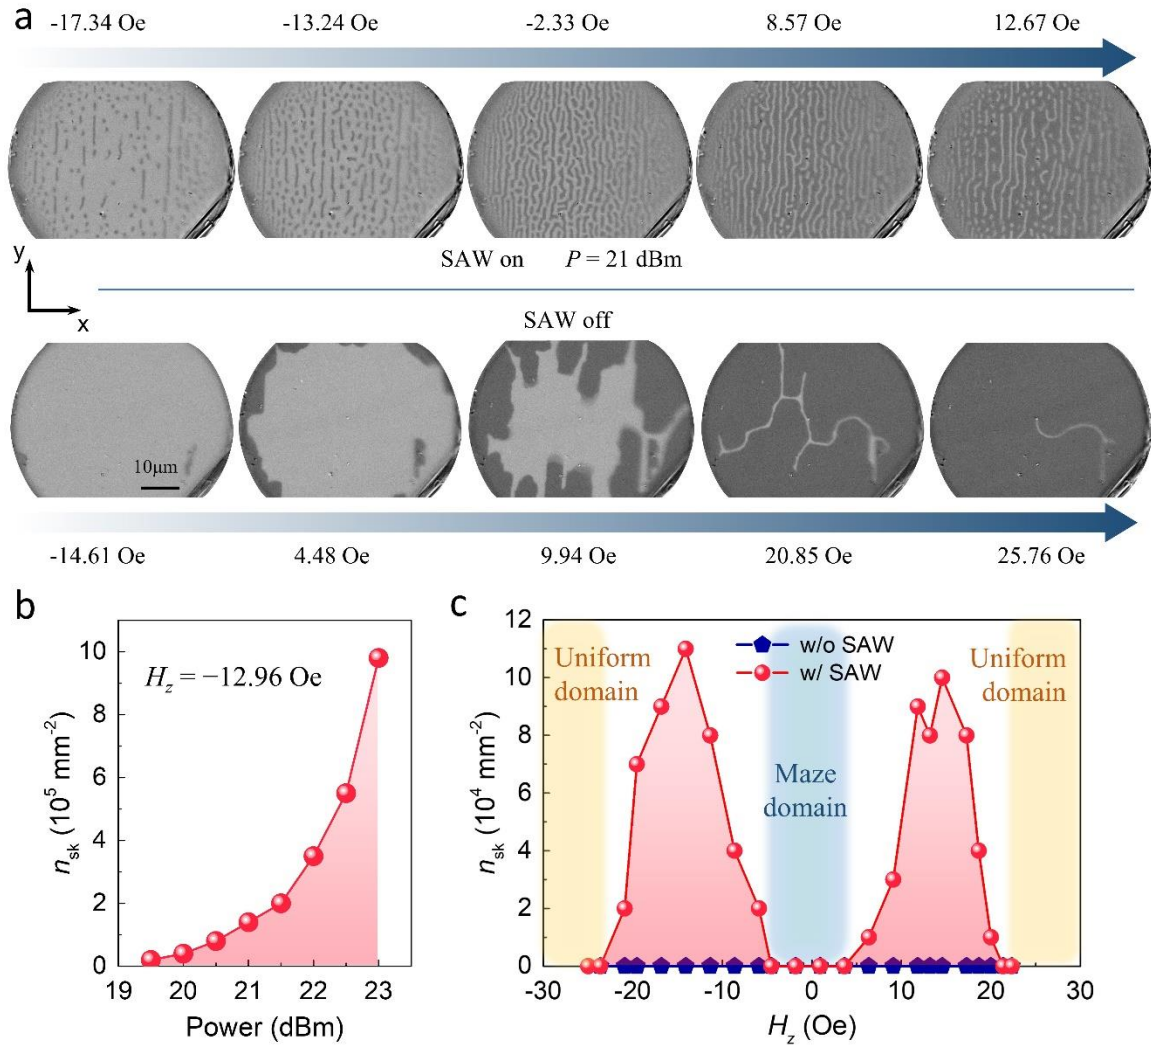 a
-17.34 Oe -13.24 Oe -2.33 Oe 8.57 Oe 12.67 Oe
SAW on P = 21 dBm
y
x
SAW off
10μm
-14.61 Oe 4.48 Oe 9.94 Oe 20.85 Oe 25.76 Oe
b
H_z = −12.96 Oe
n_sk (10^5 mm^-2)
10
8
6
4
2
0
19 20 21 22 23
Power (dBm)
c
w/o SAW
w/ SAW
Uniform
domain
Maze
domain
Uniform
domain
n_sk (10^4 mm^-2)
12
10
8
6
4
2
0
-30 -20 -10 0 10 20 30
H_z (Oe)